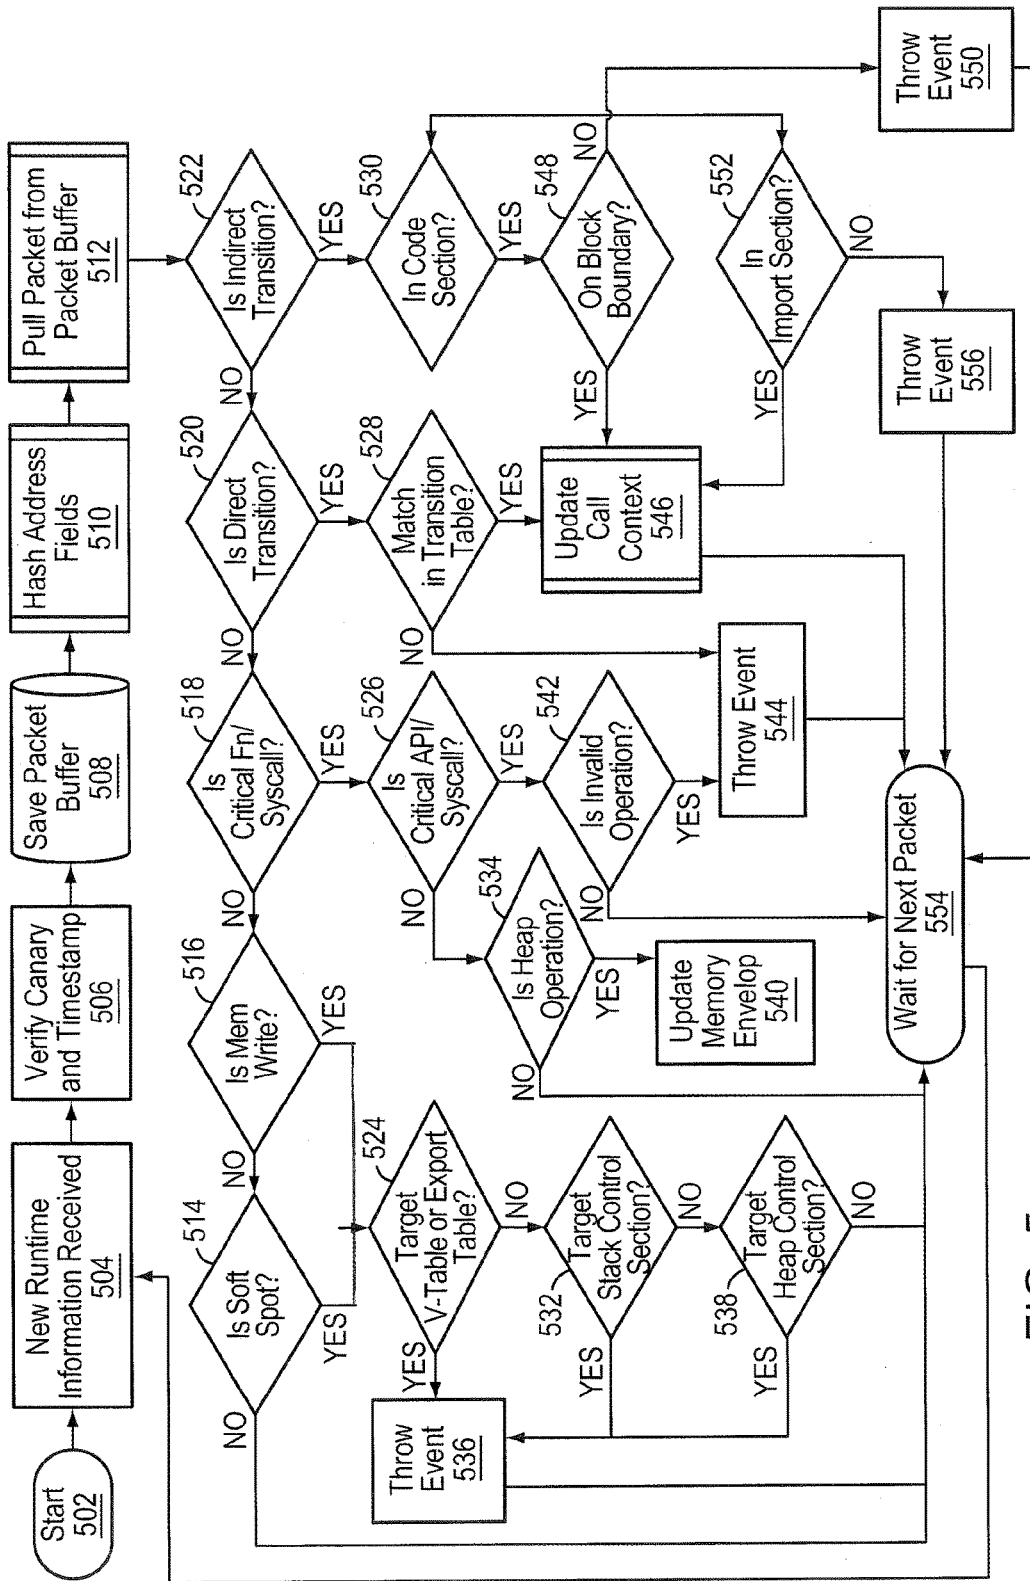 Start
502
New Runtime
Information Received
504
Verify Canary
and Timestamp
506
Save Packet
Buffer
508
Hash Address
Fields
510
Pull Packet from
Packet Buffer
512
514
Is Soft
Spot?
NO
YES
516
Is Mem
Write?
NO
YES
518
Is
Critical Fn/
Syscall?
NO
YES
520
Is Direct
Transition?
NO
YES
522
Is Indirect
Transition?
NO
YES
524
Target
V-Table or Export
Table?
YES
NO
526
Is
Critical API/
Syscall?
NO
YES
528
Match
in Transition
Table?
NO
YES
530
In Code
Section?
YES
Throw
Event
536
532
Target
Stack Control
Section?
YES
NO
534
Is Heap
Operation?
NO
YES
542
Is Invalid
Operation?
NO
YES
Update
Call
Context
546
548
On Block
Boundary?
YES
NO
538
Target
Heap Control
Section?
YES
NO
Update
Memory
Envelop
540
Throw Event
544
552
In
Import Section?
YES
NO
Wait for Next Packet
554
Throw
Event
556
Throw
Event
550